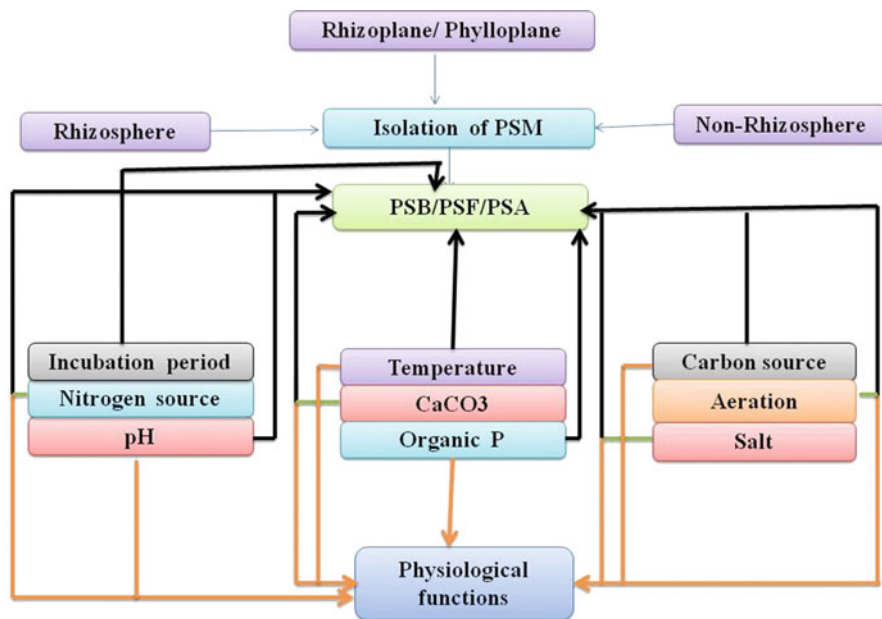 Rhizoplane/ Phylloplane
Rhizosphere
Isolation of PSM
Non-Rhizosphere
PSB/PSF/PSA
Incubation period
Nitrogen source
pH
Temperature
CaCO3
Organic P
Carbon source
Aeration
Salt
Physiological
functions